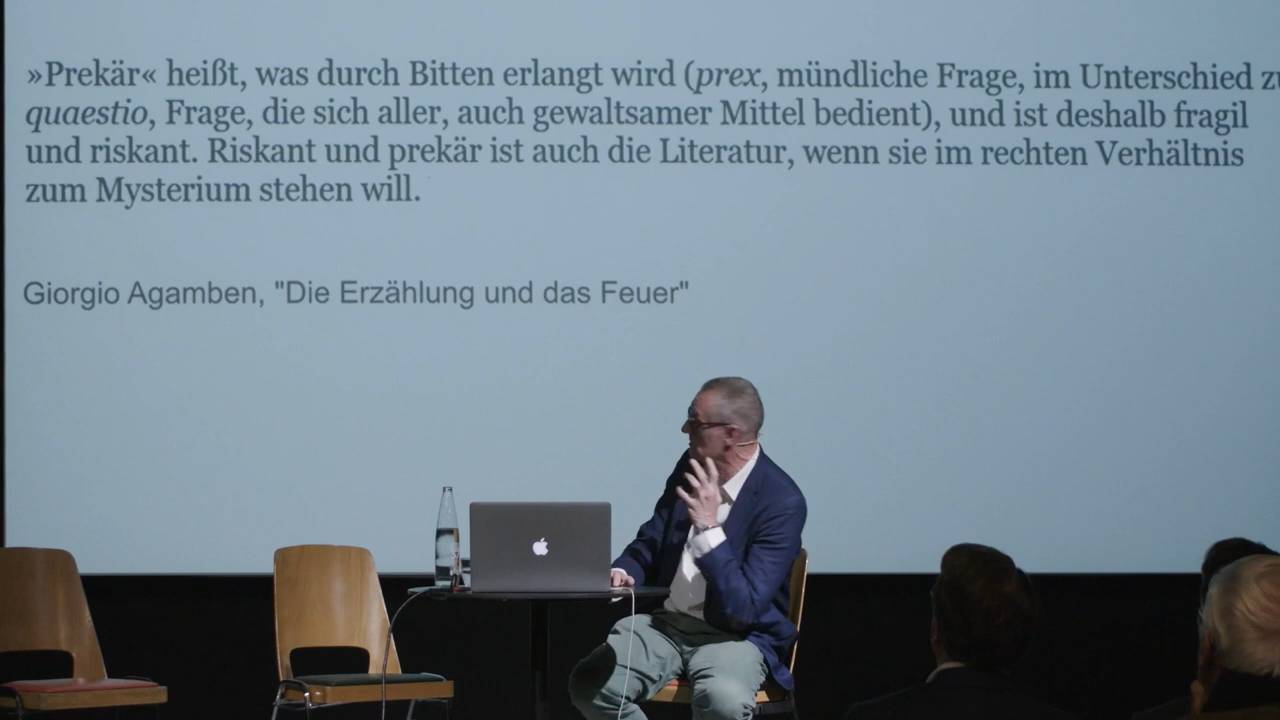 »Prekär« heißt, was durch Bitten erlangt wird (prex, mündliche Frage, im Unterschied zu
quaestio, Frage, die sich aller, auch gewaltsamer Mittel bedient), und ist deshalb fragil
und riskant. Riskant und prekär ist auch die Literatur, wenn sie im rechten Verhältnis
zum Mysterium stehen will.
Giorgio Agamben, "Die Erzählung und das Feuer"